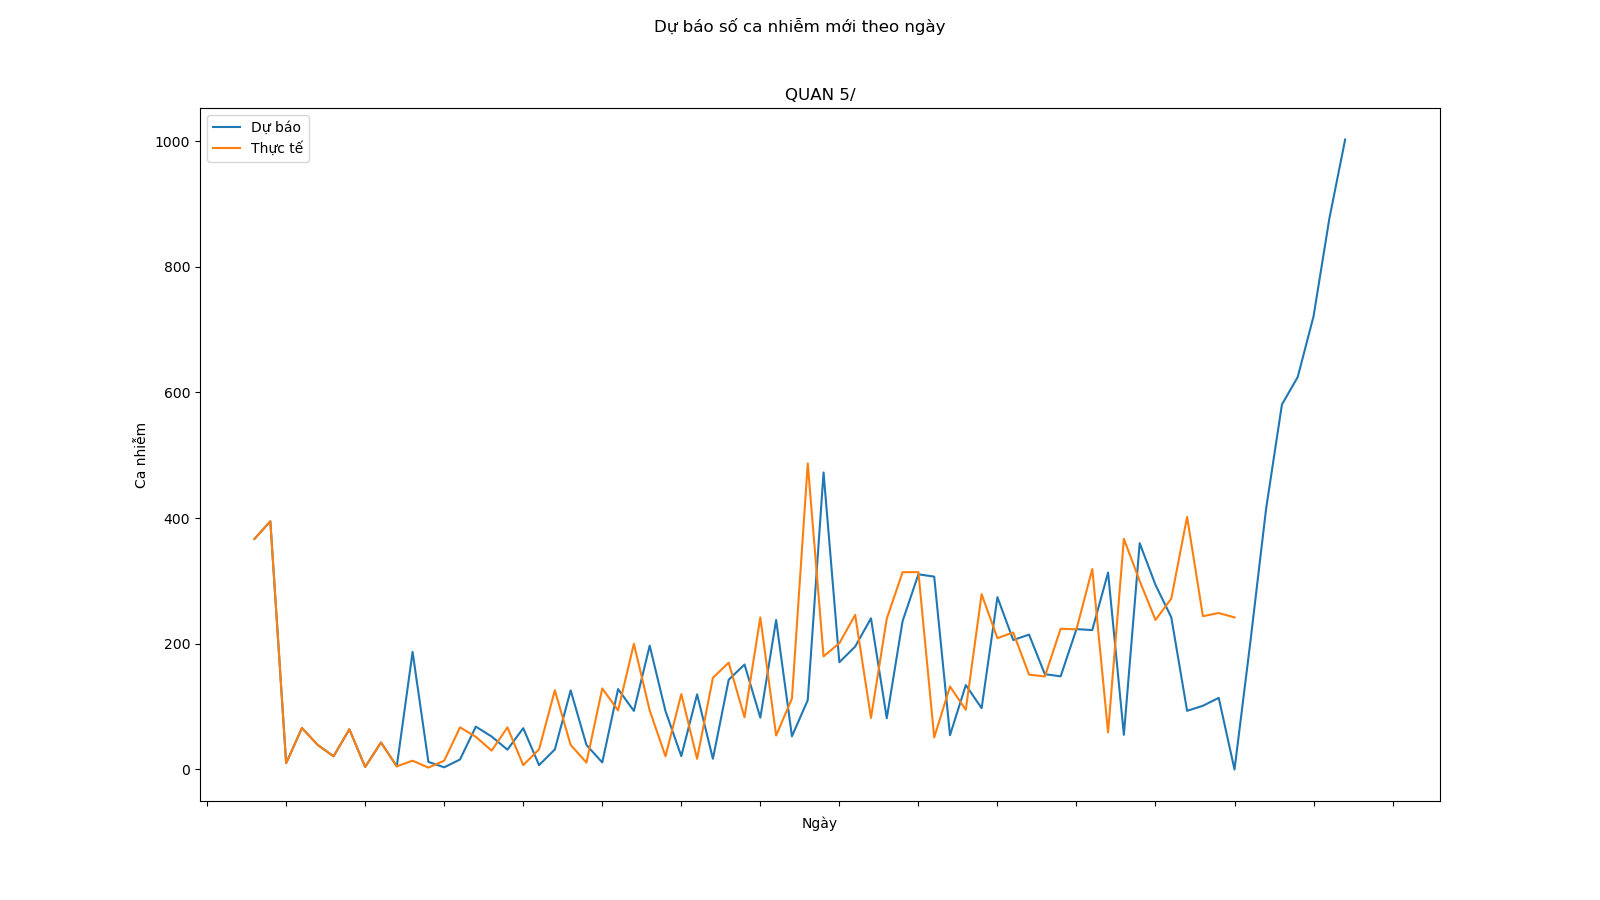 Dự báo số ca nhiễm mới theo ngày
QUAN 5/
Dự báo
Thực tế
1000
800
600
400
200
0
Ca nhiễm
Ngày